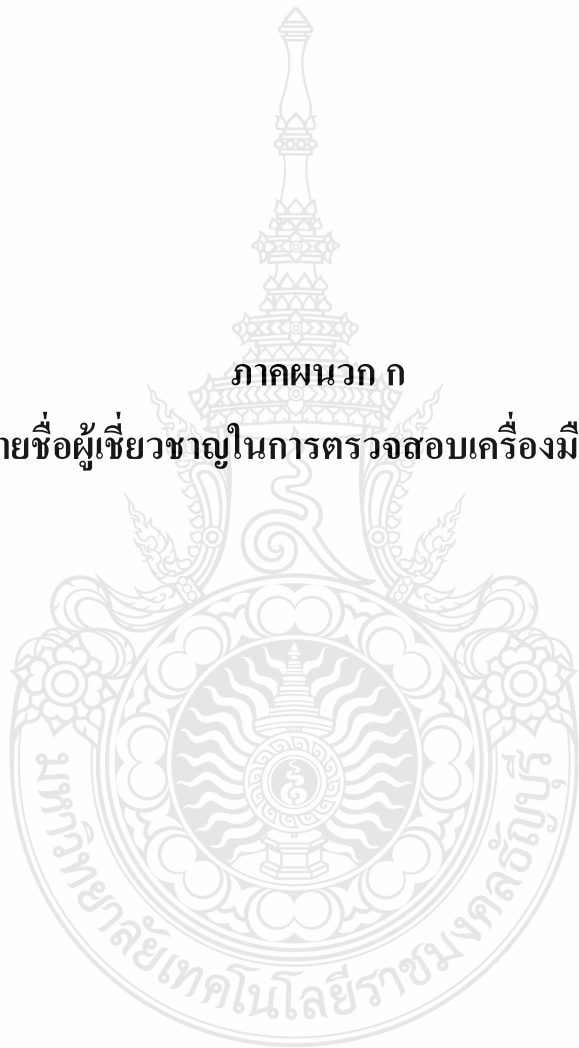 ภาคผนวก ก
ายชื่อผู้เชี่ยวชาญในการตรวจสอบเครื่องมื
มหาวิทยาลัยเทคโนโลยีราชมงคลธัญบุรี